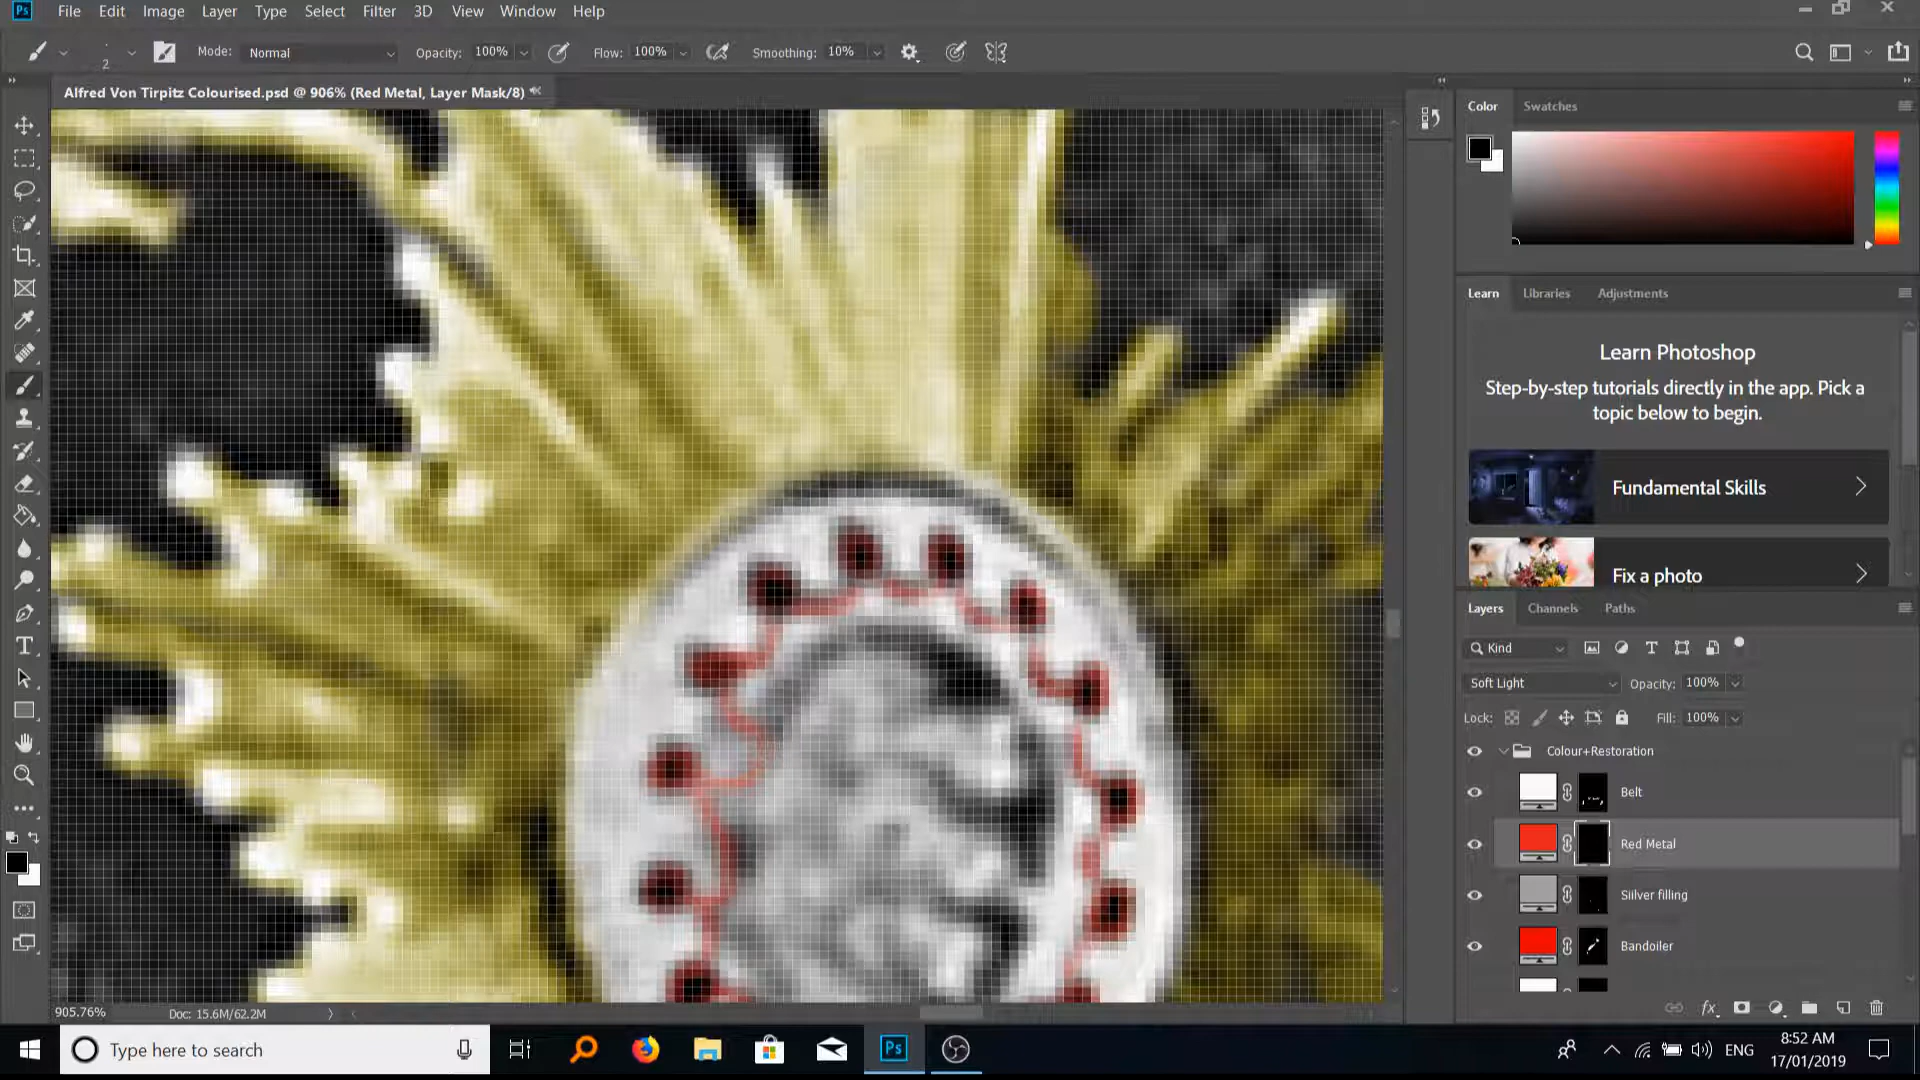 Ps File Edit Image Layer Type Select Filter 3D View Window Help
2 Mode: Normal Opacity: 100% Flow: 100% Smoothing: 10%
Alfred Von Tirpitz Colourised.psd @ 906% (Red Metal, Layer Mask/8) *
Color Swatches
Learn Libraries Adjustments
Learn Photoshop
Step-by-step tutorials directly in the app. Pick a
topic below to begin.
Fundamental Skills
Fix a photo
Layers Channels Paths
Kind
Soft Light Opacity: 100%
Lock: Fill: 100%
Colour+Restoration
Belt
Red Metal
Siilver filling
Bandoiler
905.76% Doc: 15.6M/62.2M
Type here to search
Ps
ENG
8:52 AM
17/01/2019